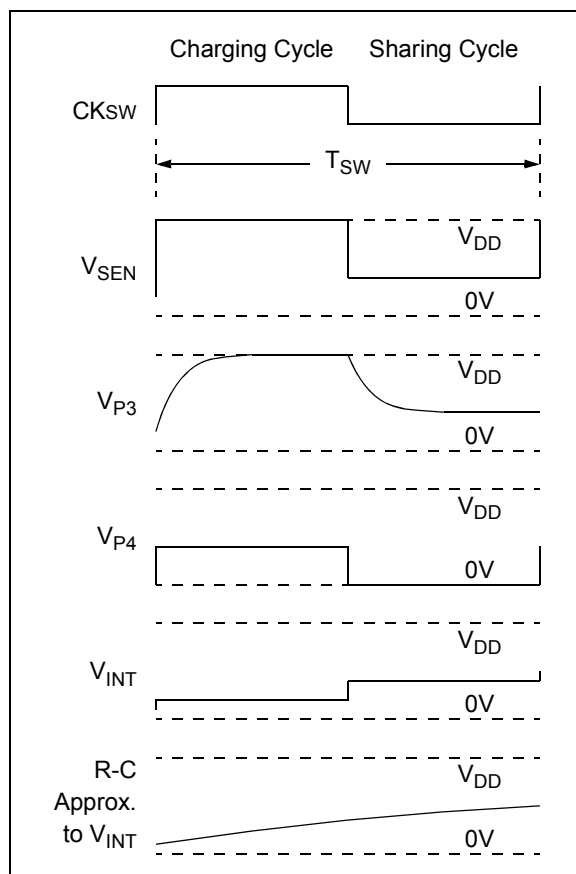 Charging Cycle Sharing Cycle
CKSW
TSW
VDD
VSEN
0V
VDD
VP3
0V
VDD
VP4
0V
VDD
VINT
0V
R-C
VDD
Approx.
to VINT
0V